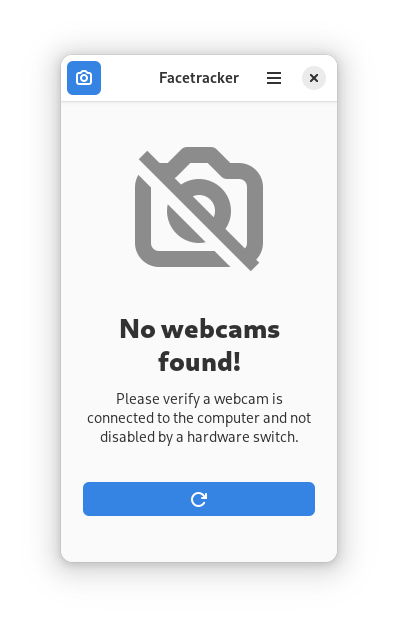 Facetracker
No webcams
found!
Please verify a webcam is
connected to the computer and not
disabled by a hardware switch.